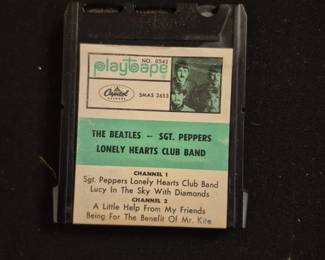 playtape
NO. 0542
Capitol
RECORDS
SMAS 2653
THE BEATLES — SGT. PEPPERS
LONELY HEARTS CLUB BAND
CHANNEL 1
Sgt. Peppers Lonely Hearts Club Band
Lucy In The Sky with Diamonds
CHANNEL 2
A Little Help From My Friends
Being For The Benefit Of Mr. Kite